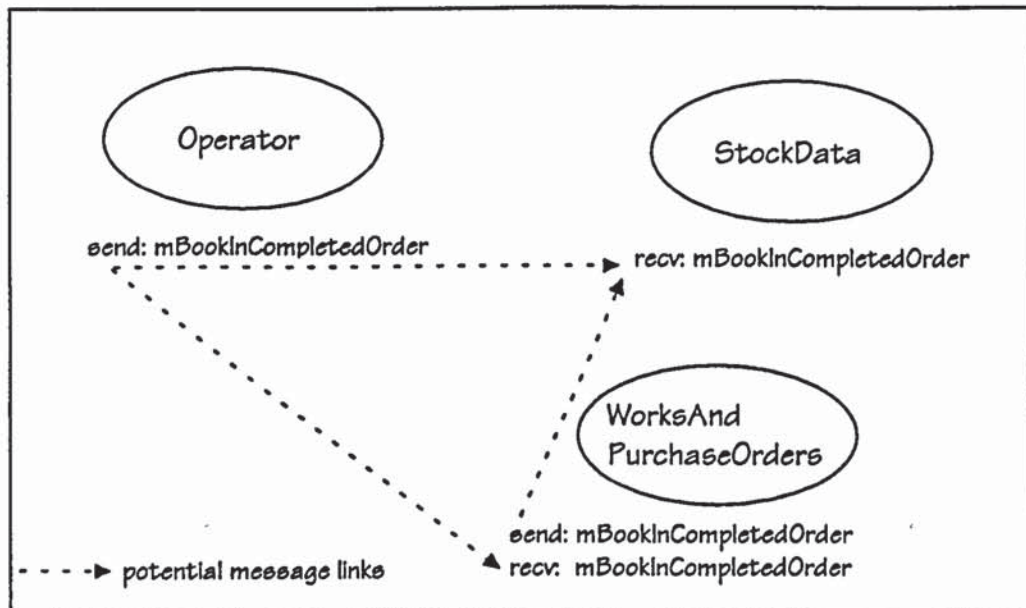 Operator
StockData
send: mBookInCompletedOrder
recv: mBookInCompletedOrder
WorksAnd
PurchaseOrders
send: mBookInCompletedOrder
recv: mBookInCompletedOrder
potential message links